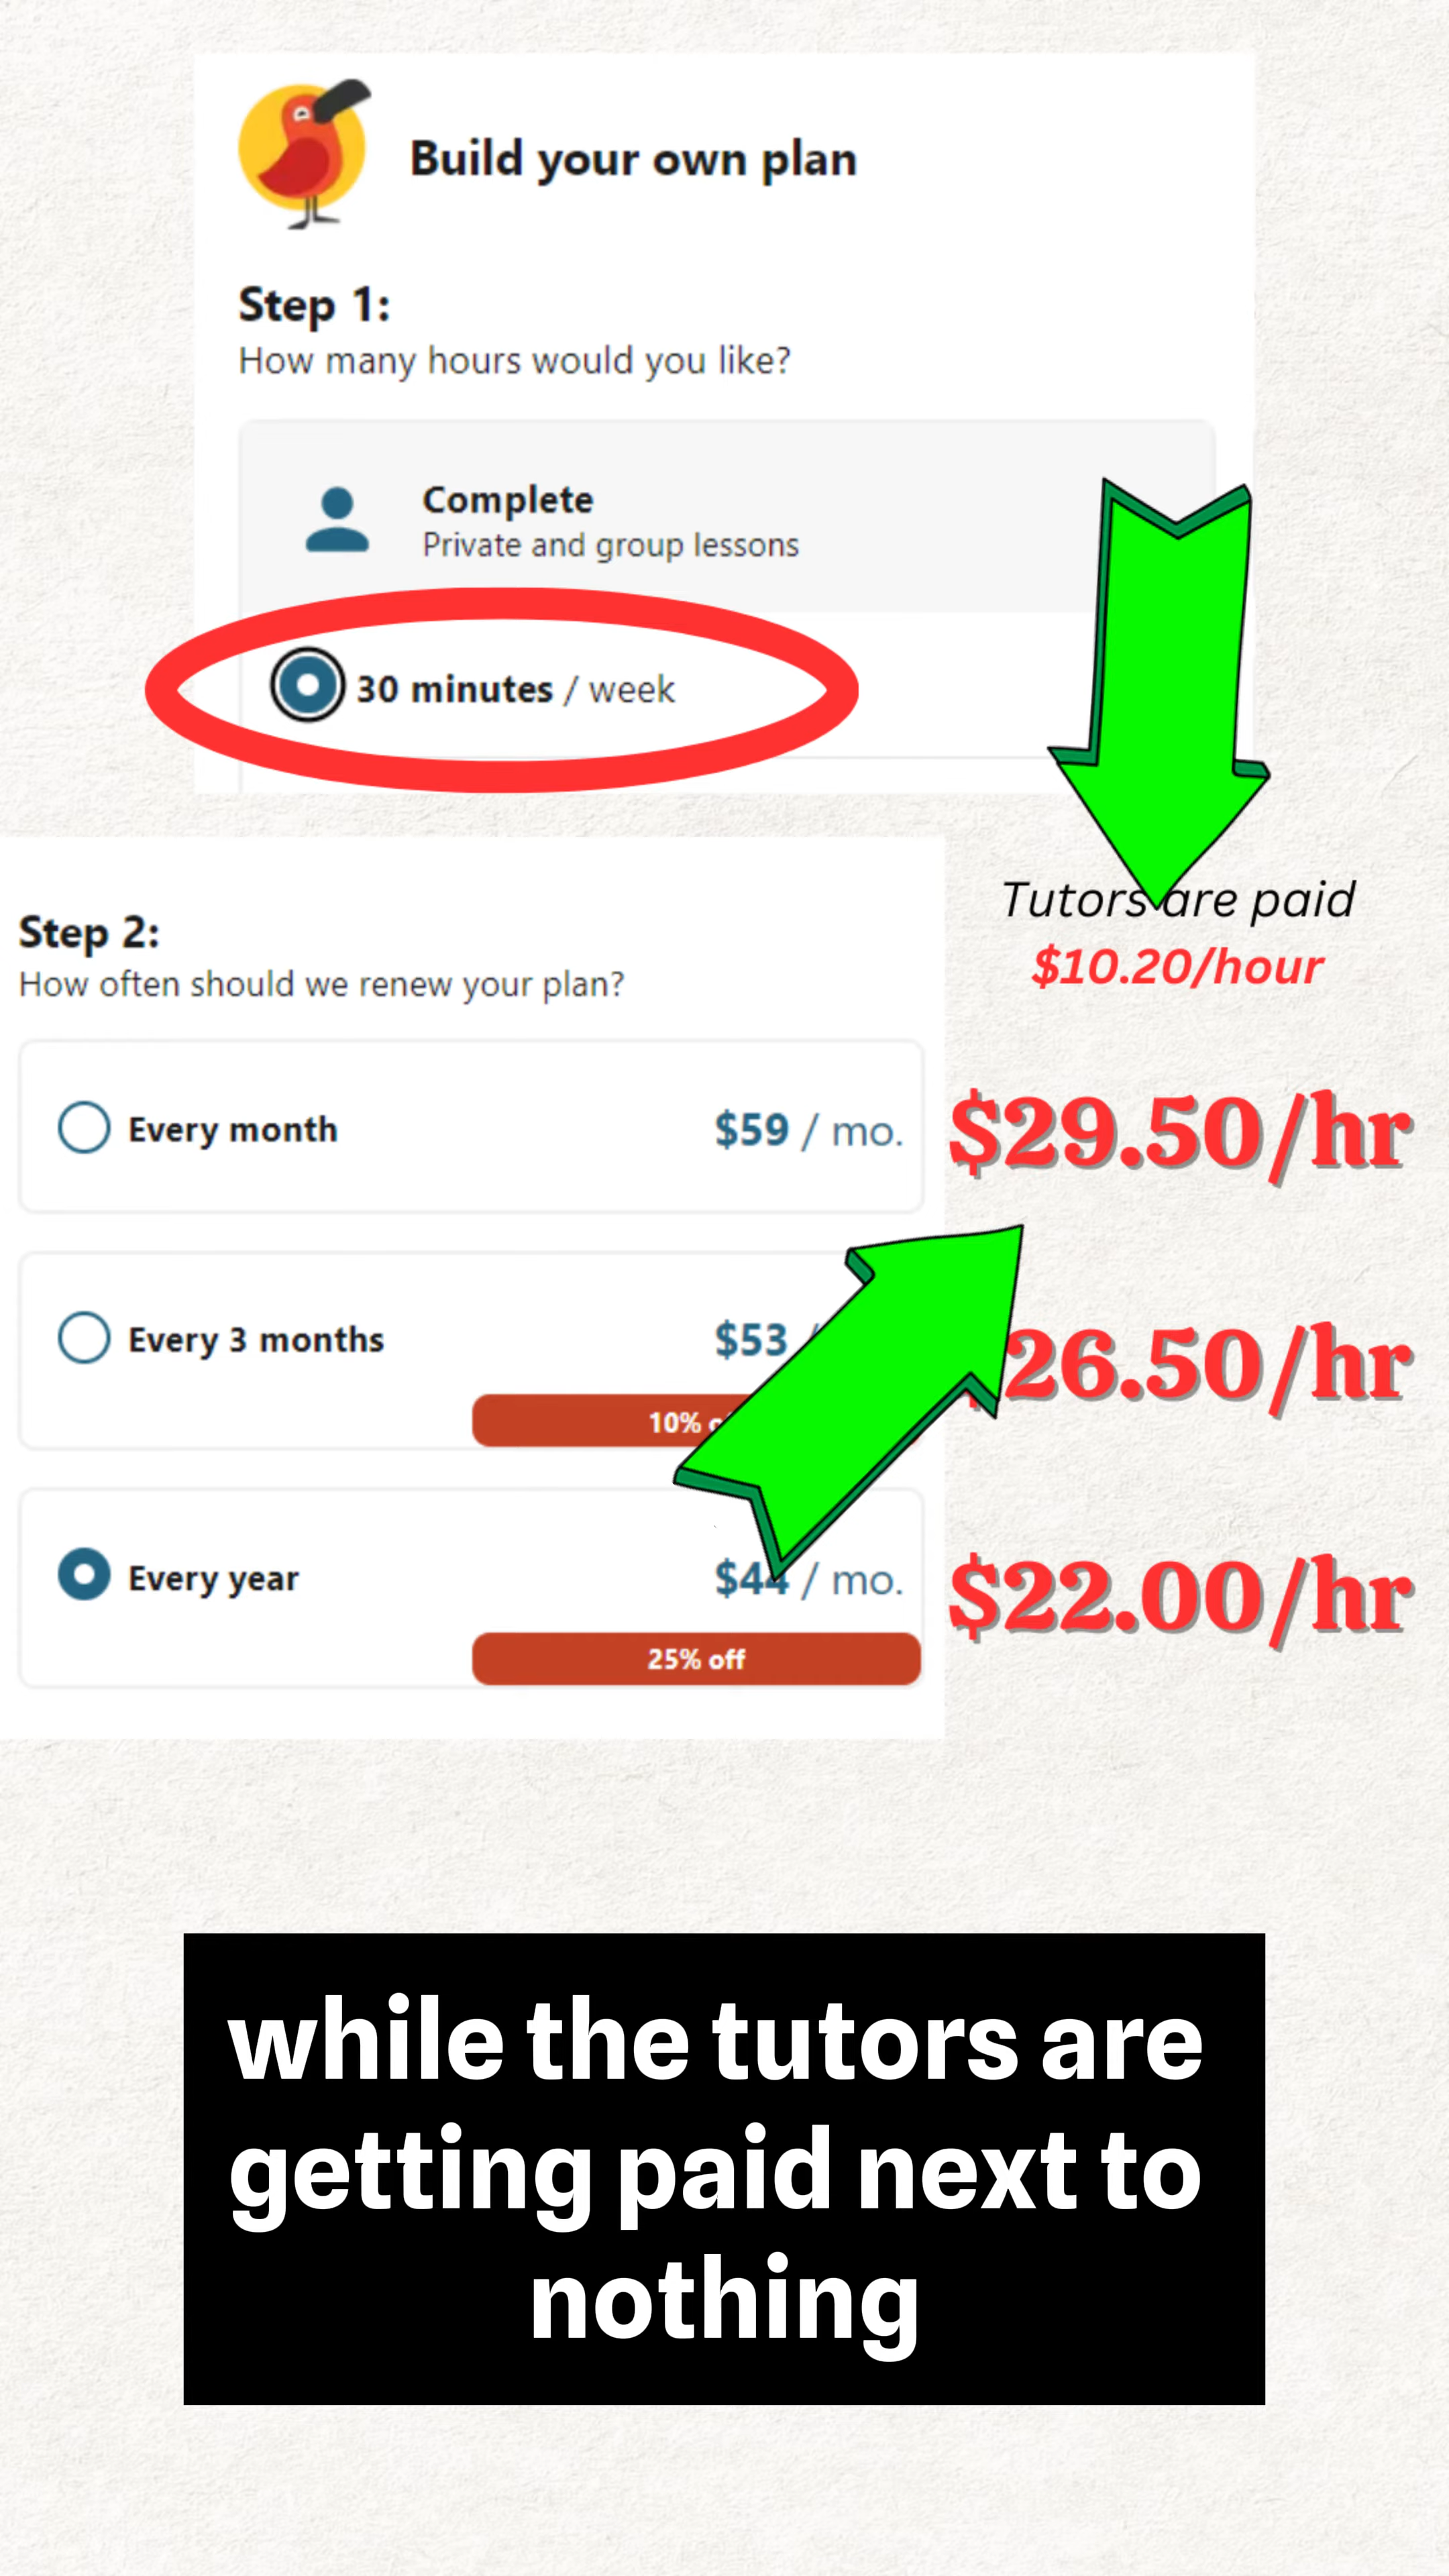 Build your own plan
Step 1:
How many hours would you like?
Complete
Private and group lessons
30 minutes / week
Tutors are paid
$10.20/hour
Step 2:
How often should we renew your plan?
Every month $59 / mo. $29.50/hr
Every 3 months $53 26.50/hr
10%
Every year $44 / mo. $22.00/hr
25% off
while the tutors are
getting paid next to
nothing